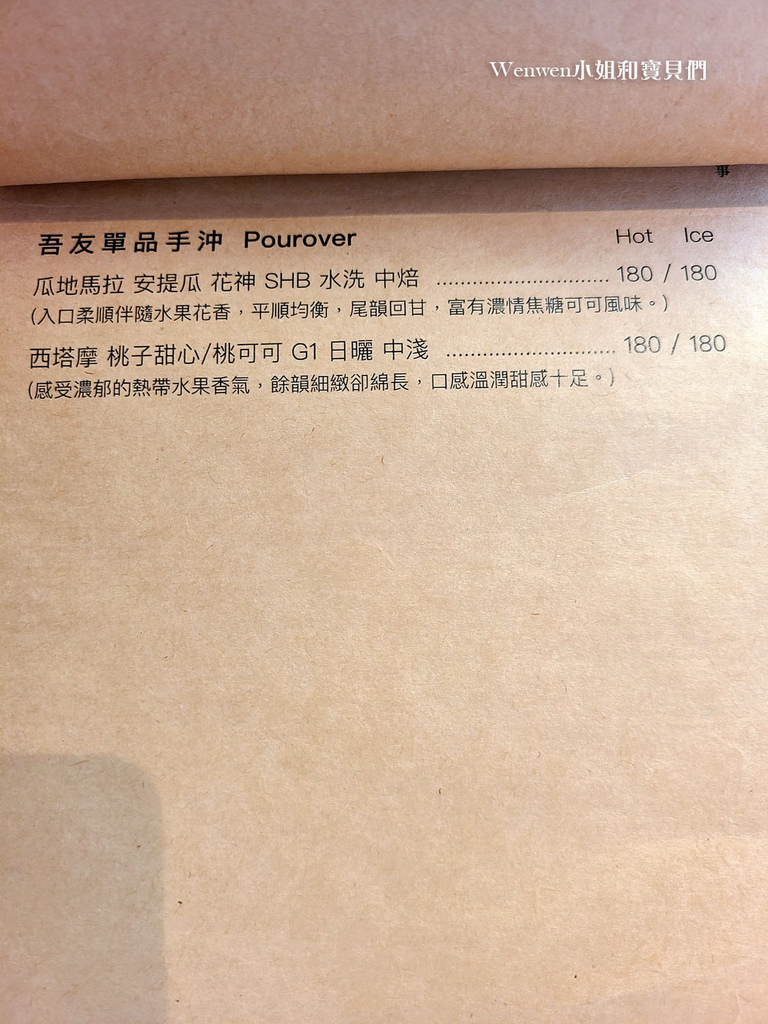 Wenwen小姐和寶貝們
吾友單品手沖 Pourover Hot Ice
瓜地馬拉 安提瓜 花神 SHB 水洗 中焙 ................................ 180 / 180
(入口柔順伴隨水果花香，平順均衡，尾韻回甘，富有濃情焦糖可可風味。)
西塔摩 桃子甜心/桃可可 G1 日曬 中淺 ............................... 180 / 180
(感受濃郁的熱帶水果香氣，餘韻細緻卻綿長，口感溫潤甜感十足。)